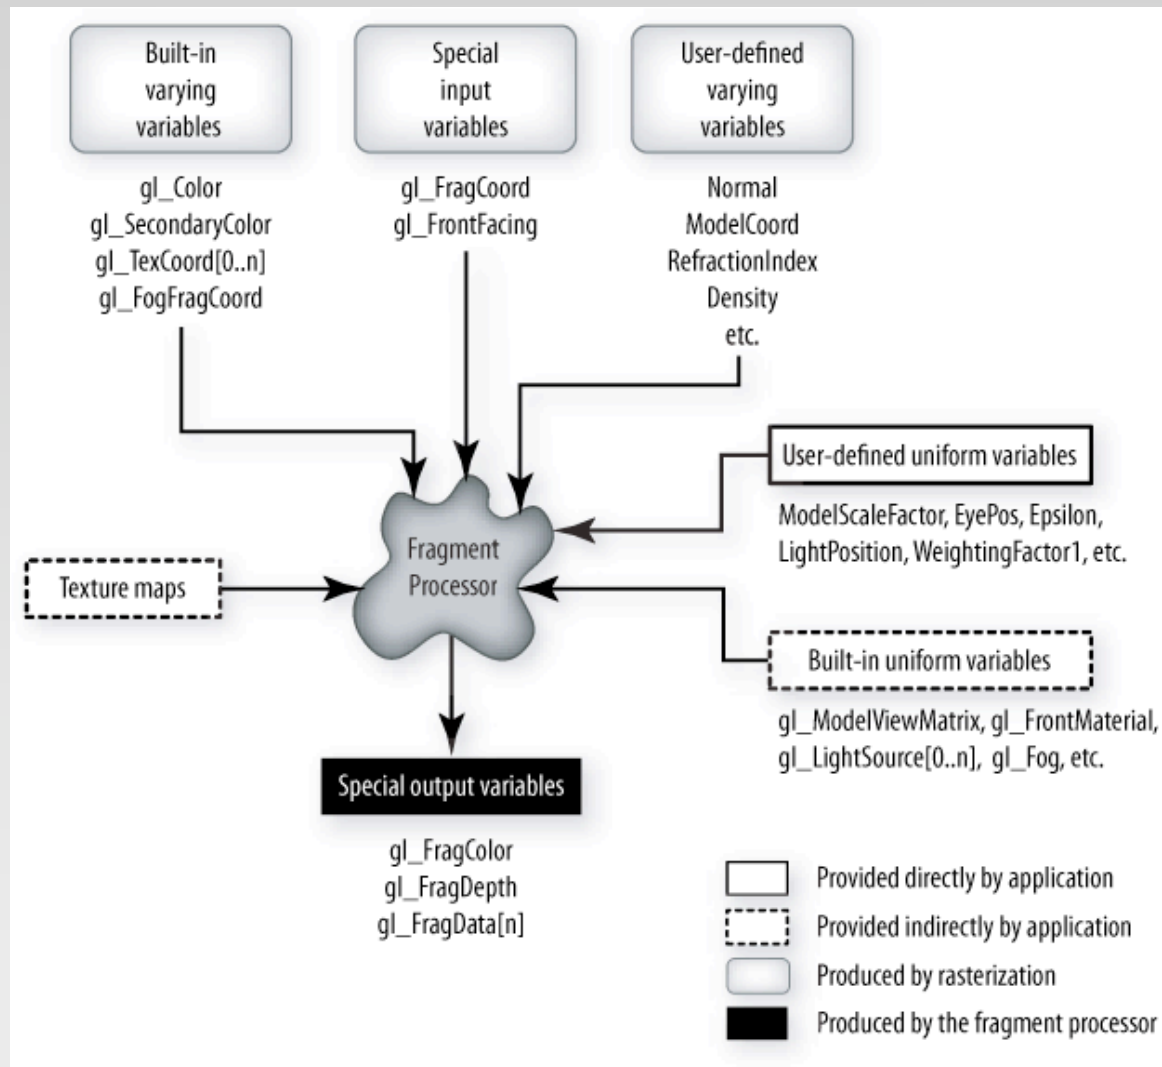 Built-in
varying
variables
Special
input
variables
User-defined
varying
variables
gl_Color
gl_SecondaryColor
gl_TexCoord[0..n]
gl_FogFragCoord
gl_FragCoord
gl_FrontFacing
Normal
ModelCoord
RefractionIndex
Density
etc.
User-defined uniform variables
ModelScaleFactor, EyePos, Epsilon,
LightPosition, WeightingFactor1, etc.
Fragment
Processor
Texture maps
Built-in uniform variables
gl_ModelViewMatrix, gl_FrontMaterial,
gl_LightSource[0..n], gl_Fog, etc.
Special output variables
gl_FragColor
gl_FragDepth
gl_FragData[n]
Provided directly by application
Provided indirectly by application
Produced by rasterization
Produced by the fragment processor